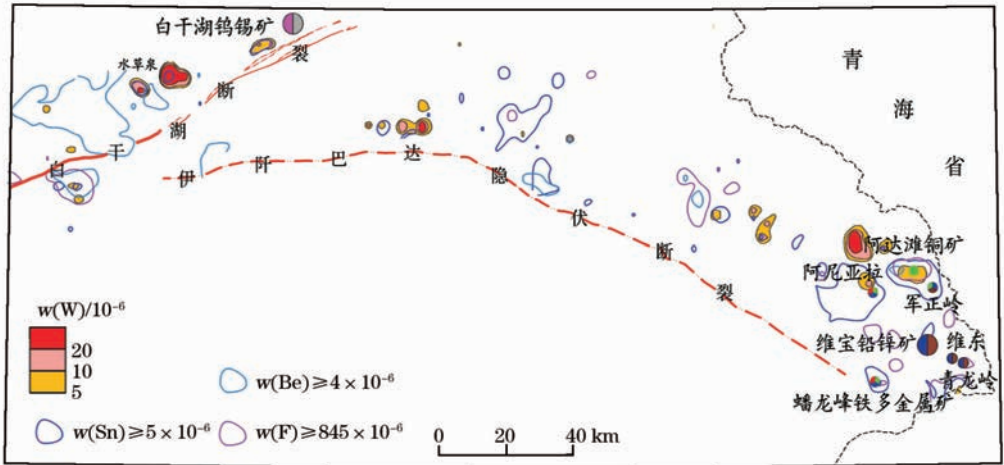 白干湖钨锡矿
水草泉
白干湖断裂
伊阡巴达隐伏断裂
青海省
阿达滩铜矿
阿尼亚拉
军正岭
维宝铅锌矿
维东
青龙岭
蟠龙峰铁多金属矿
w(W)/10⁻⁶
20
10
5
w(Be)≥4×10⁻⁶
w(Sn)≥5×10⁻⁶
w(F)≥845×10⁻⁶
0 20 40 km